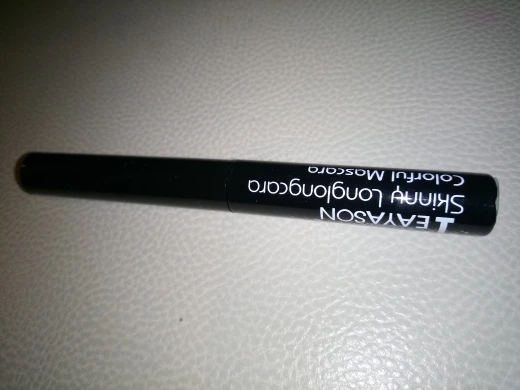 TEAYASON
Skinny Longlongcara
Colorful Mascara